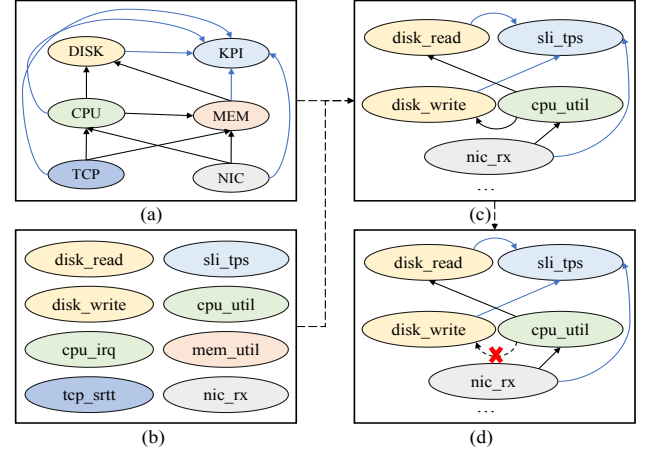 DISK
KPI
CPU
MEM
TCP
NIC
(a)
disk_read
sli_tps
disk_write
cpu_util
cpu_irq
mem_util
tcp_srtt
nic_rx
(b)
disk_read
sli_tps
disk_write
cpu_util
nic_rx
...
(c)
disk_read
sli_tps
disk_write
cpu_util
nic_rx
...
(d)